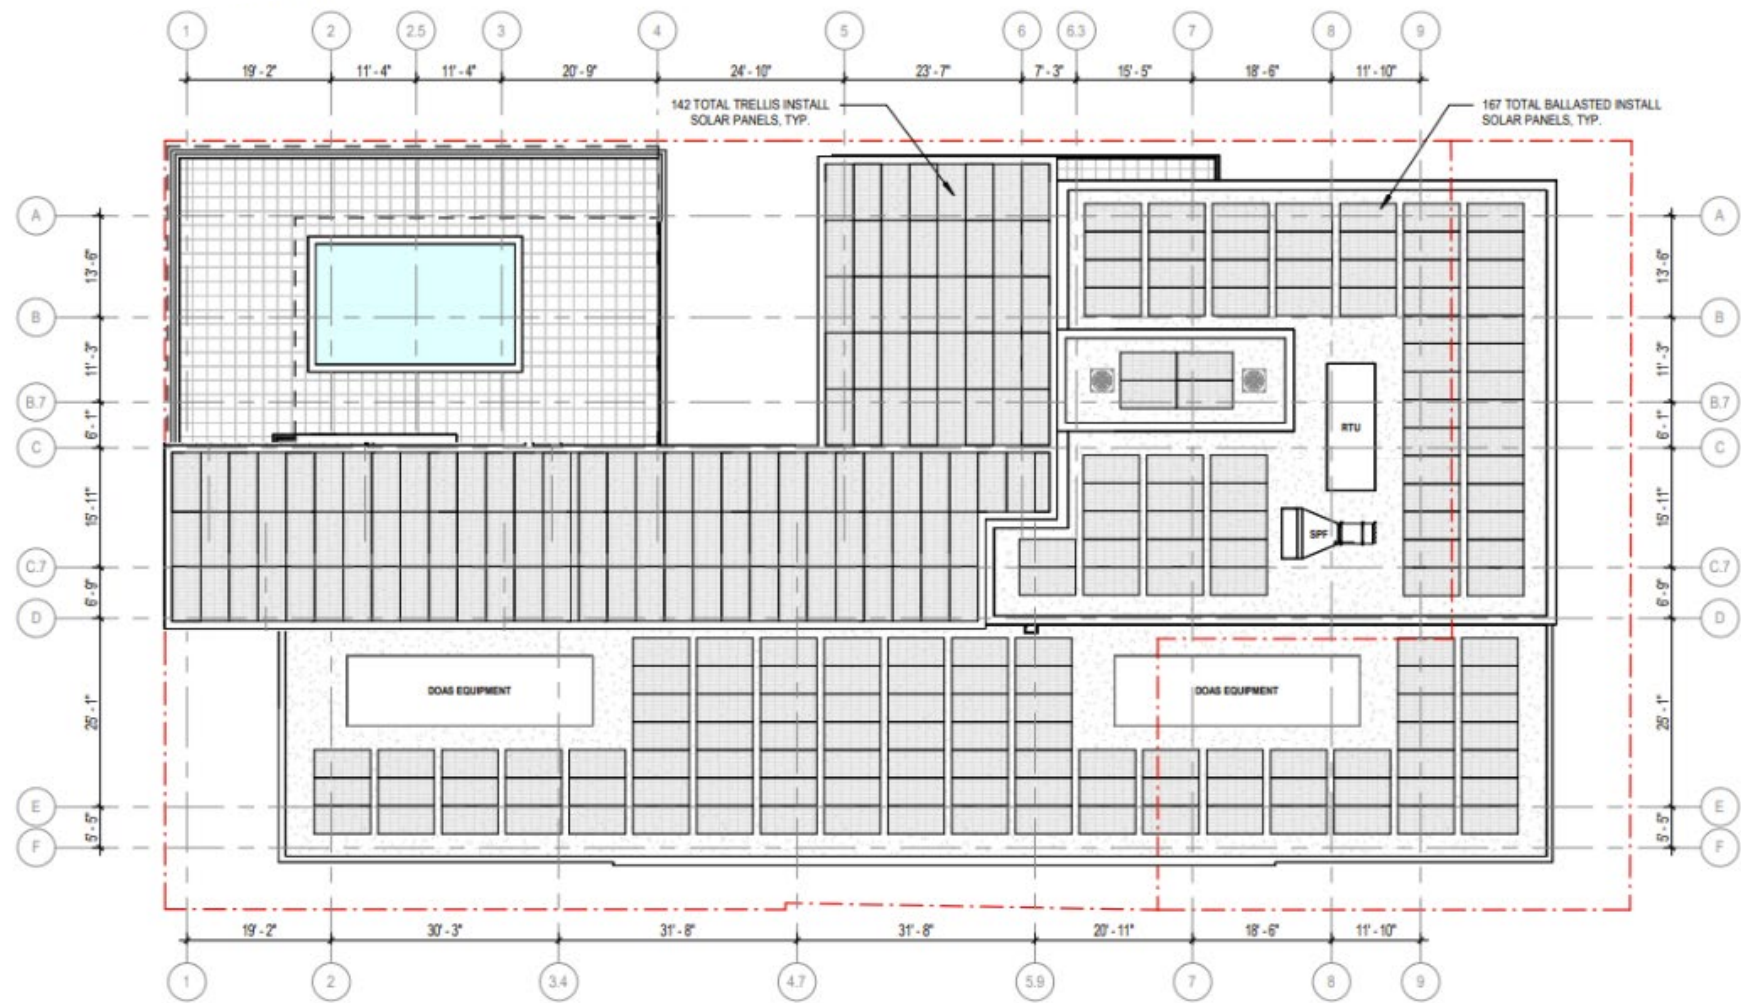 1 2 2.5 3 4 5 6 6.3 7 8 9
19' - 2" 11' - 4" 11' - 4" 20' - 9" 24' - 10" 23' - 7" 7' - 3" 15' - 5" 18' - 6" 11' - 10"
142 TOTAL TRELLIS INSTALL
SOLAR PANELS, TYP.
167 TOTAL BALLASTED INSTALL
SOLAR PANELS, TYP.
A A
13' - 6" 13' - 6"
B B
11' - 3" 11' - 3"
B.7 B.7
6' - 1" 6' - 1"
RTU
C C
15' - 11" 15' - 11"
SPF
C.7 C.7
6' - 9" 6' - 9"
D D
DOAS EQUIPMENT DOAS EQUIPMENT
25' - 1" 25' - 1"
E E
5' - 5" 5' - 5"
F F
19' - 2" 30' - 3" 31' - 8" 31' - 8" 20' - 11" 18' - 6" 11' - 10"
1 2 3.4 4.7 5.9 7 8 9